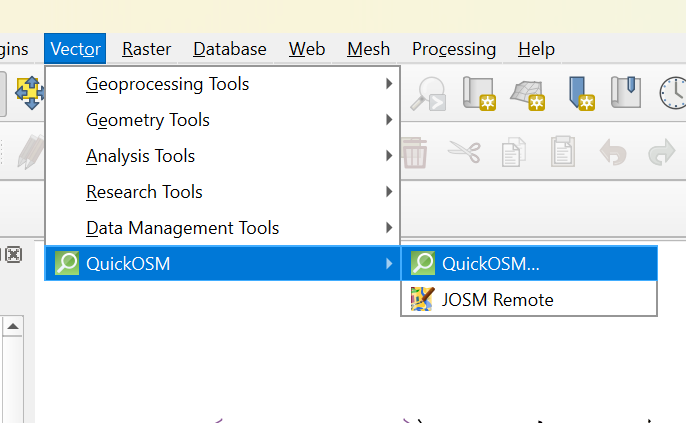 gins Vector Raster Database Web Mesh Processing Help
Geoprocessing Tools
Geometry Tools
Analysis Tools
Research Tools
Data Management Tools
QuickOSM
QuickOSM...
JOSM Remote